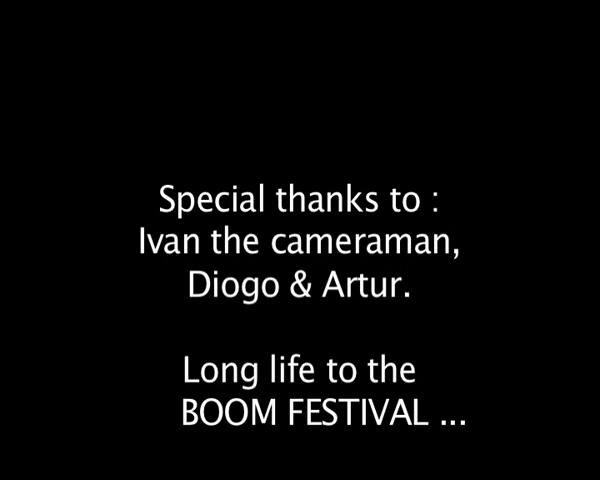 Special thanks to :
Ivan the cameraman,
Diogo & Artur.
Long life to the
BOOM FESTIVAL ...